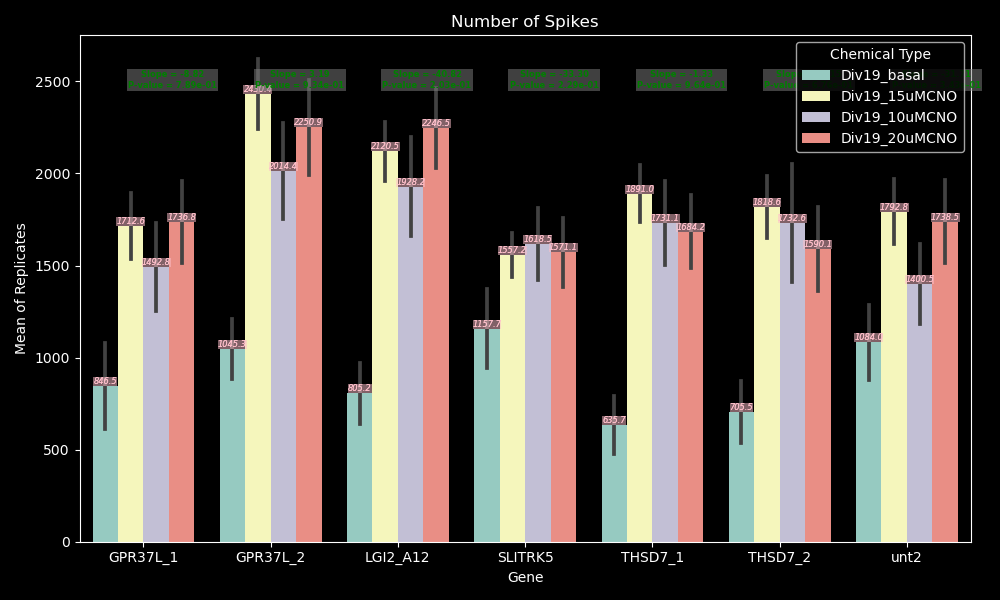 Number of Spikes
Chemical Type
Div19_basal
Div19_15uMCNO
Div19_10uMCNO
Div19_20uMCNO
Mean of Replicates
2500
2000
1500
1000
500
0
846.5
1712.6
1492.8
1736.8
1045.3
2430.4
2014.4
2250.9
805.2
2120.5
1928.2
2246.5
1157.7
1557.2
1618.5
1571.1
635.7
1891.0
1731.1
1684.2
705.5
1818.6
1732.6
1590.1
1084.0
1792.8
1400.5
1738.5
GPR37L_1
GPR37L_2
LGI2_A12
SLITRK5
THSD7_1
THSD7_2
unt2
Gene